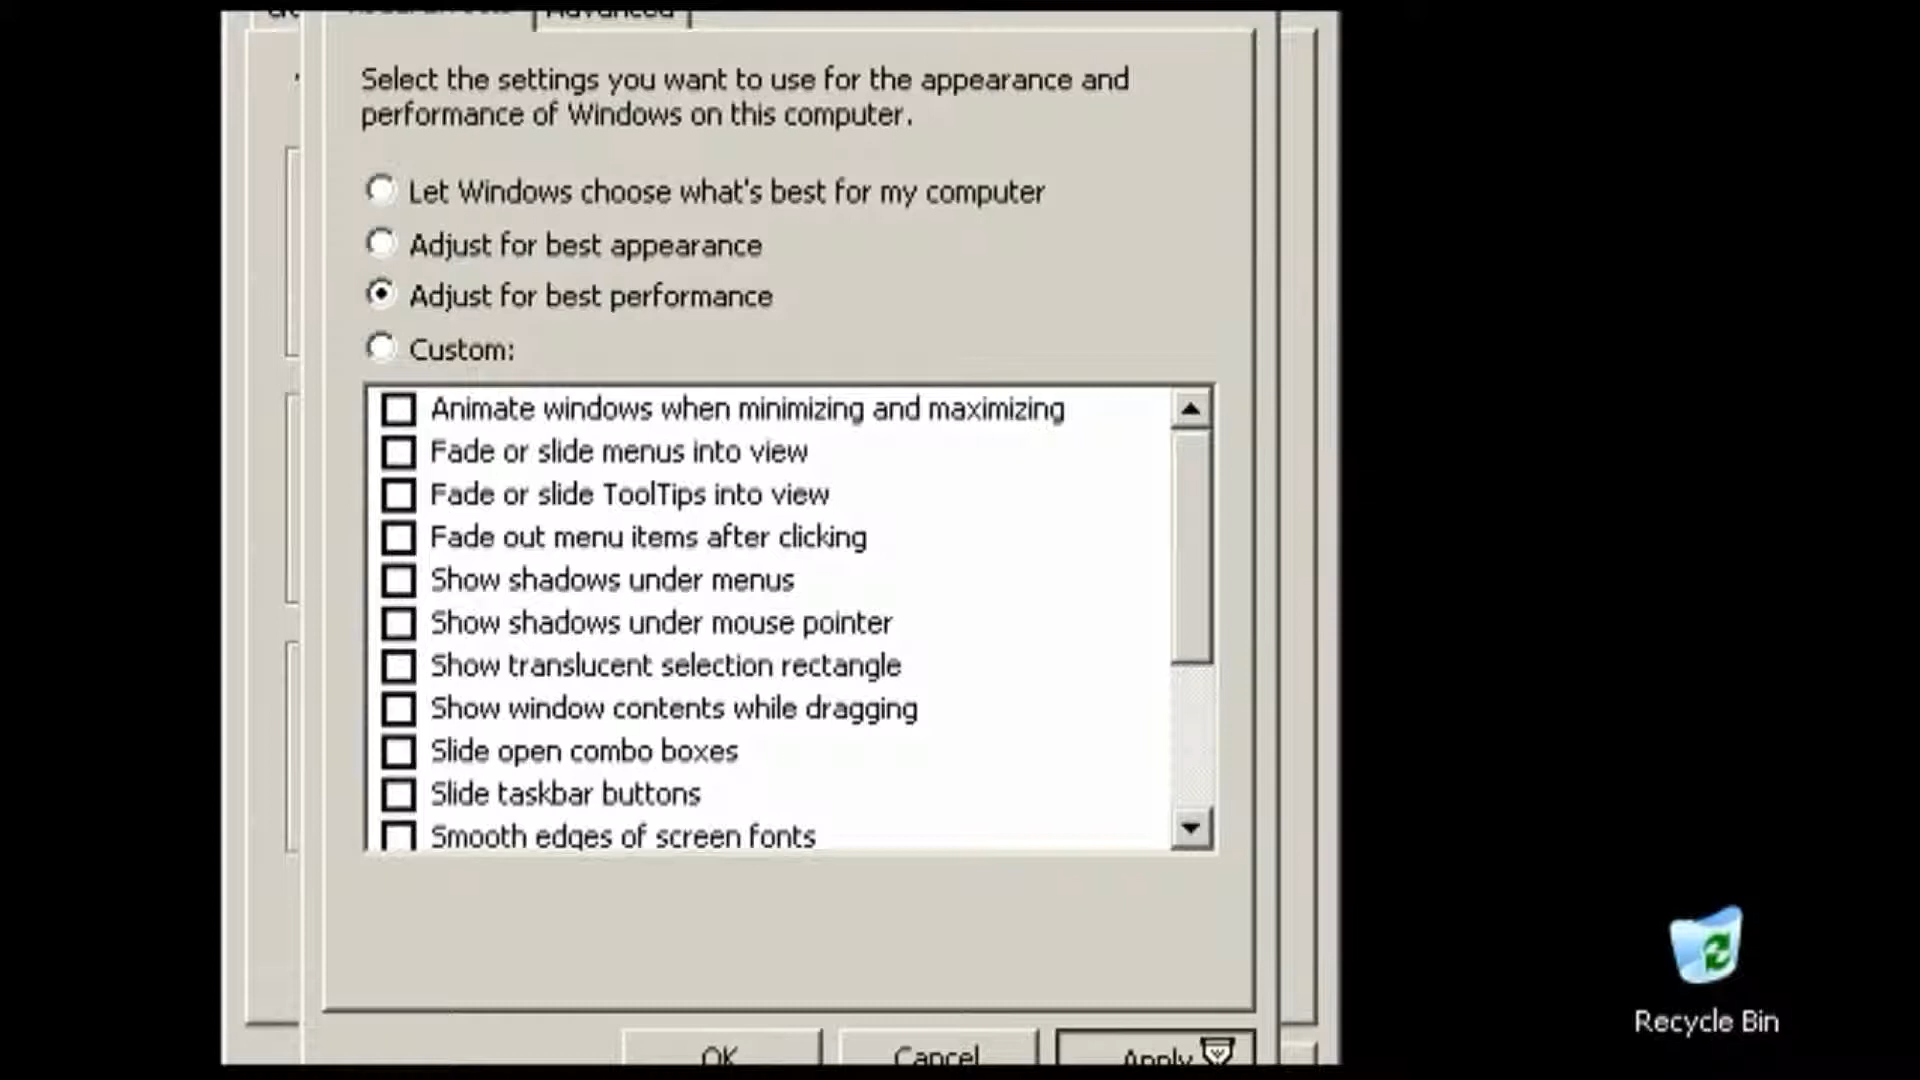 Advanced
Select the settings you want to use for the appearance and
performance of Windows on this computer.
Let Windows choose what's best for my computer
Adjust for best appearance
Adjust for best performance
Custom:
Animate windows when minimizing and maximizing
Fade or slide menus into view
Fade or slide ToolTips into view
Fade out menu items after clicking
Show shadows under menus
Show shadows under mouse pointer
Show translucent selection rectangle
Show window contents while dragging
Slide open combo boxes
Slide taskbar buttons
Smooth edges of screen fonts
OK Cancel Apply
Recycle Bin